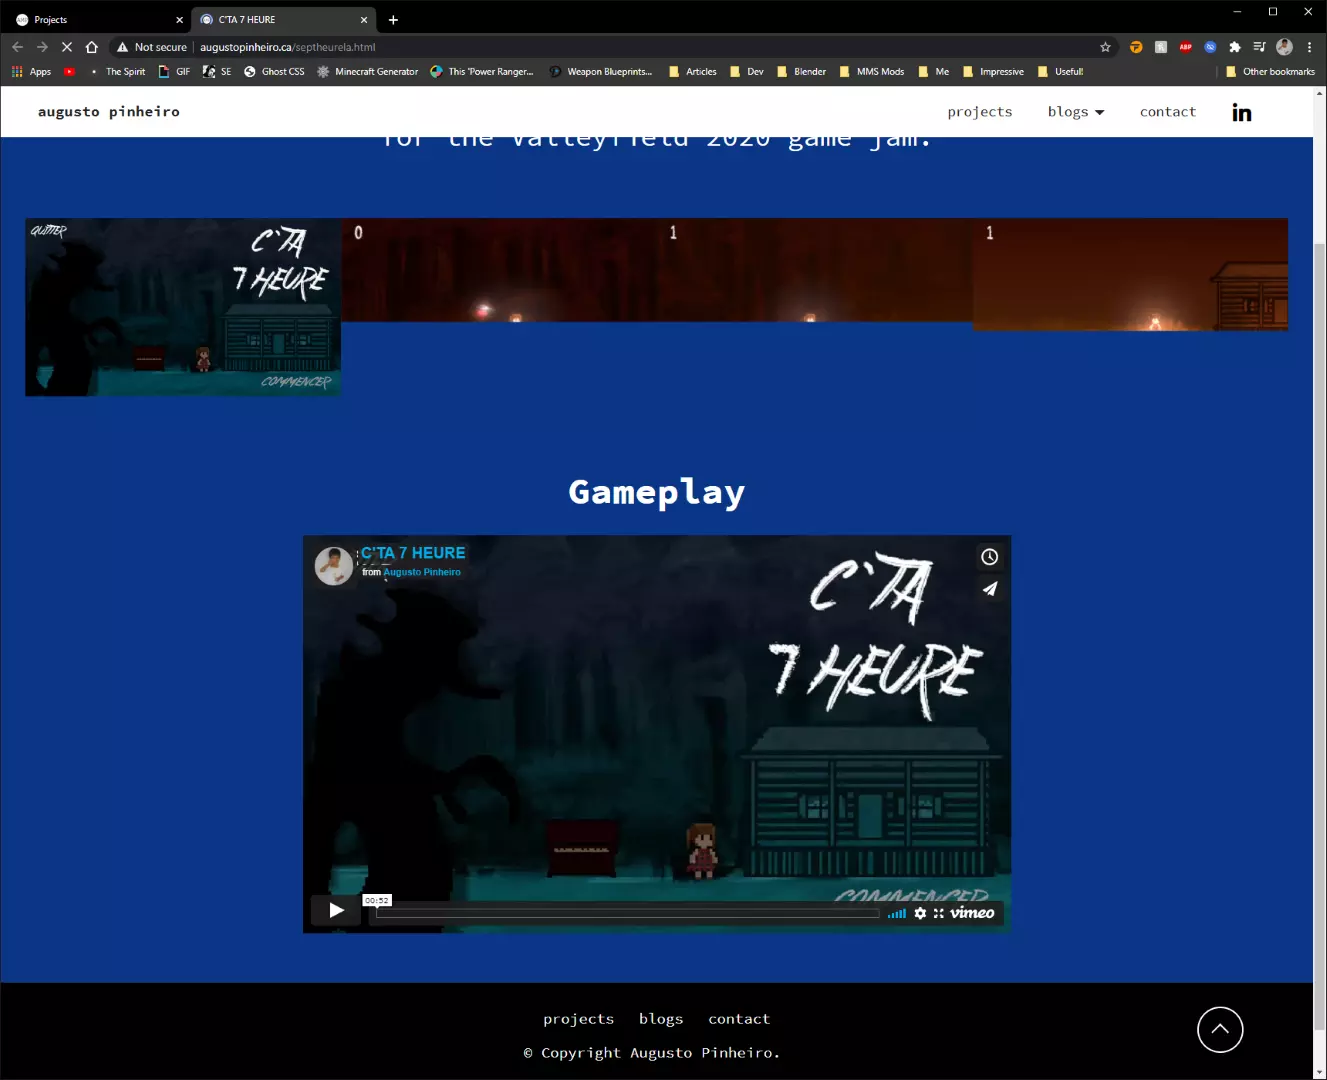 Projects
C'TA 7 HEURE
Not secure
augustopinheiro.ca/septheurela.html
ABP
Apps
The Spirit
GIF
SE
Ghost CSS
Minecraft Generator
This 'Power Ranger...
Weapon Blueprints...
Articles
Dev
Blender
MMS Mods
Me
Impressive
Useful!
Other bookmarks
augusto pinheiro
projects
blogs
contact
in
for the Valleyfield 2020 game jam.
QUITTER
C'TA
7 HEURE
COMMENCER
0
1
1
Gameplay
C'TA 7 HEURE
from Augusto Pinheiro
C'TA
7 HEURE
COMMENCER
00:52
vimeo
projects blogs contact
© Copyright Augusto Pinheiro.